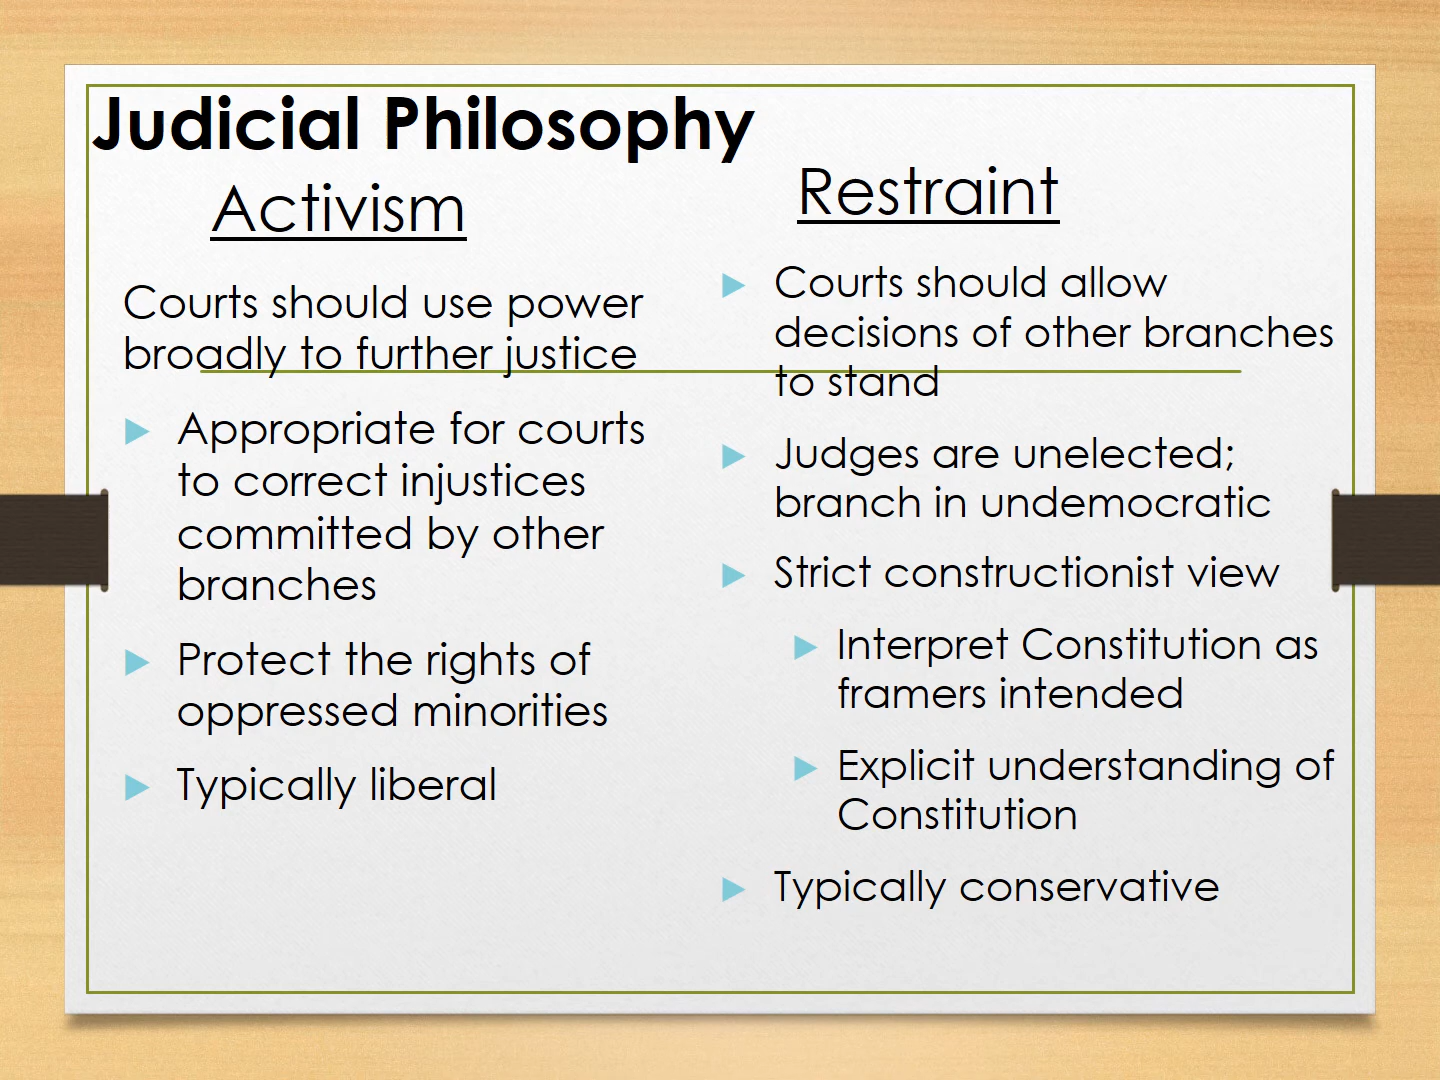 Judicial Philosophy
Activism
Courts should use power
broadly to further justice
Appropriate for courts
to correct injustices
committed by other
branches
Protect the rights of
oppressed minorities
Typically liberal
Restraint
Courts should allow
decisions of other branches
to stand
Judges are unelected;
branch in undemocratic
Strict constructionist view
Interpret Constitution as
framers intended
Explicit understanding of
Constitution
Typically conservative